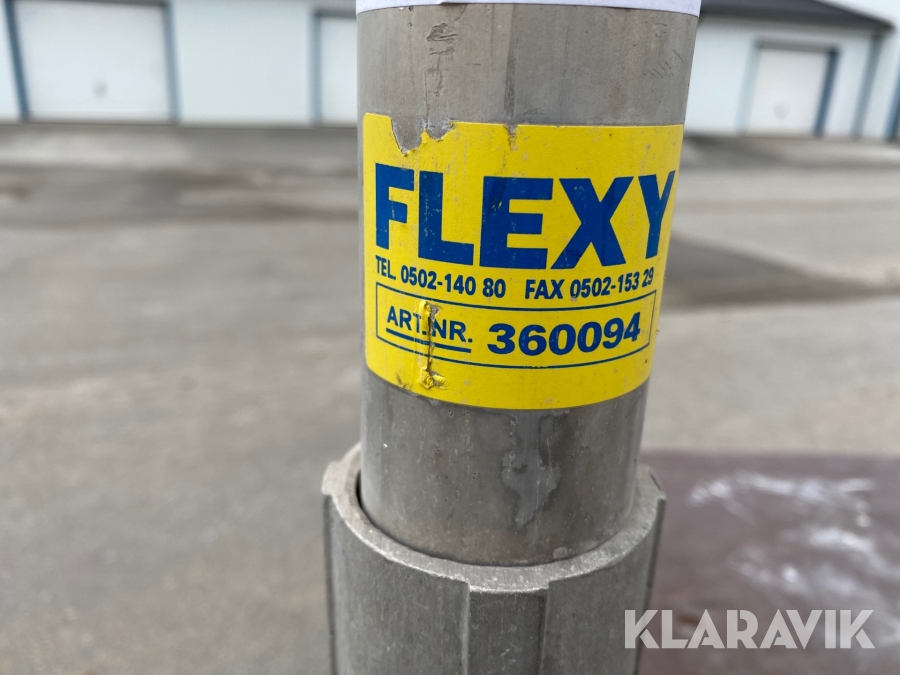 FLEXY
TEL. 0502-140 80 FAX 0502-153 29
ART.NR. 360094
KLARAVIK